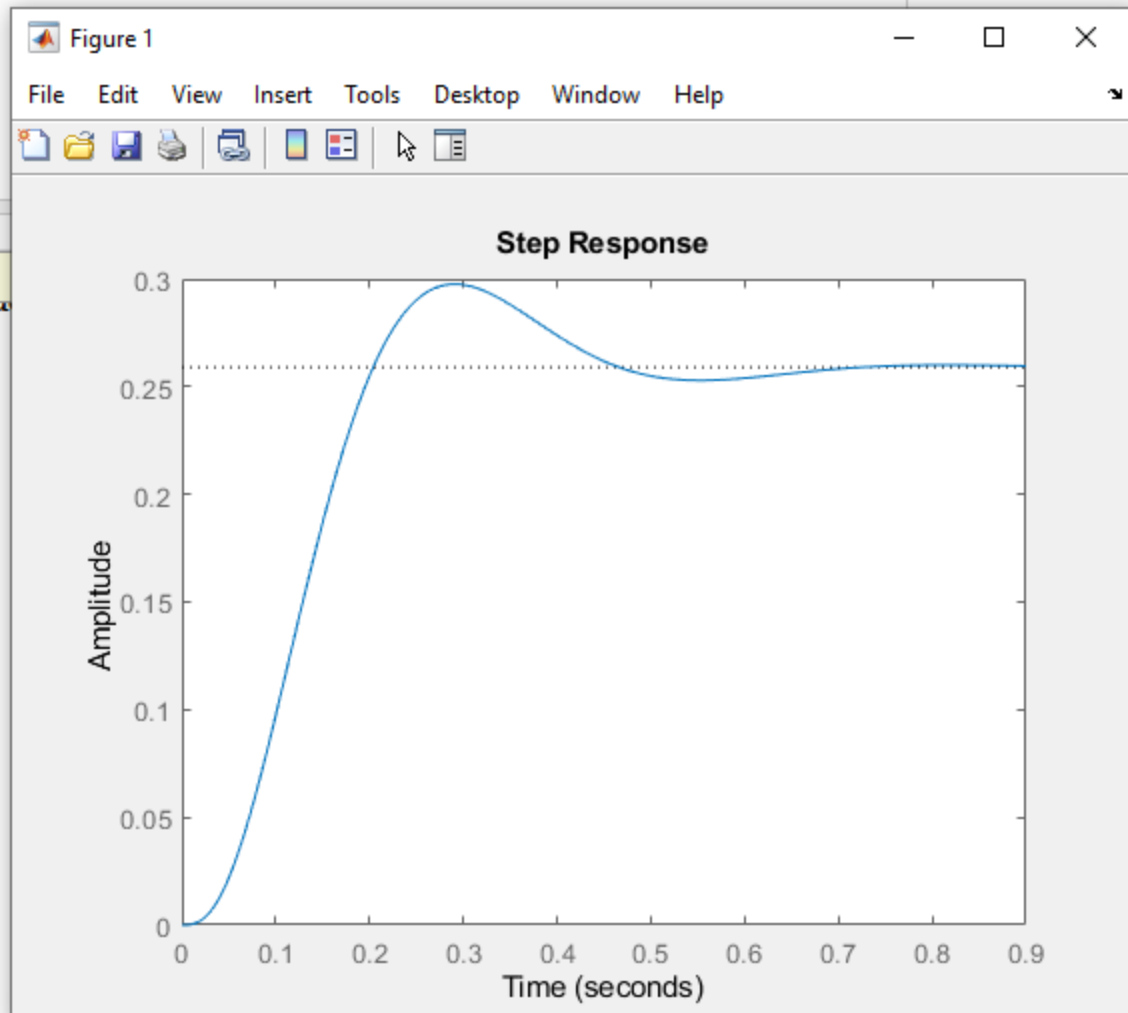 Figure 1
File Edit View Insert Tools Desktop Window Help
Step Response
0.3
0.25
0.2
0.15
0.1
0.05
0
Amplitude
0 0.1 0.2 0.3 0.4 0.5 0.6 0.7 0.8 0.9
Time (seconds)